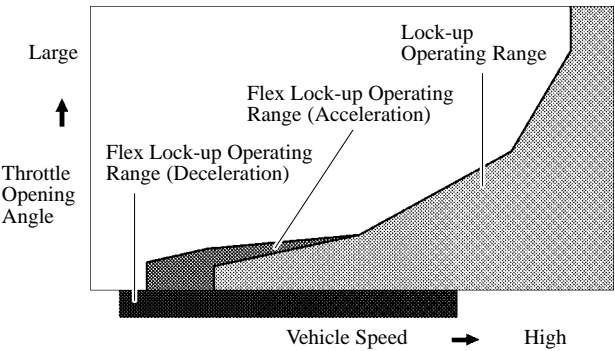 Lock-up
Operating Range
Large
Flex Lock-up Operating
Range (Acceleration)
Flex Lock-up Operating
Range (Deceleration)
Throttle
Opening
Angle
Vehicle Speed
High